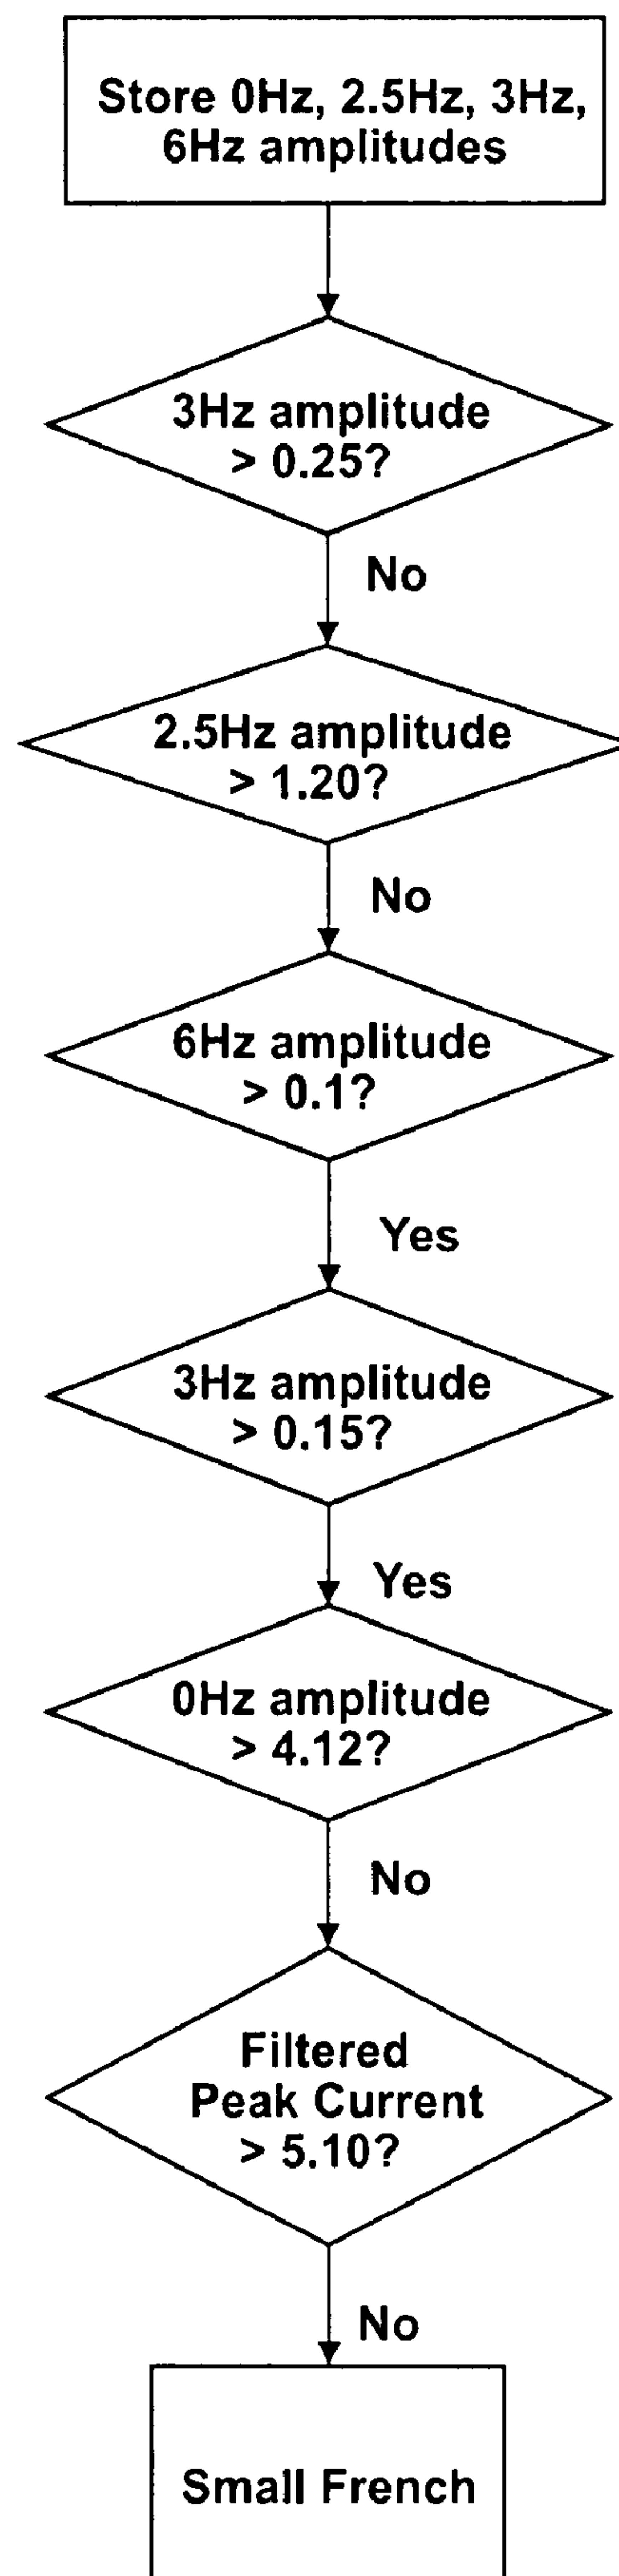 Store 0Hz, 2.5Hz, 3Hz,
6Hz amplitudes
3Hz amplitude
> 0.25?
No
2.5Hz amplitude
> 1.20?
No
6Hz amplitude
> 0.1?
Yes
3Hz amplitude
> 0.15?
Yes
0Hz amplitude
> 4.12?
No
Filtered
Peak Current
> 5.10?
No
Small French